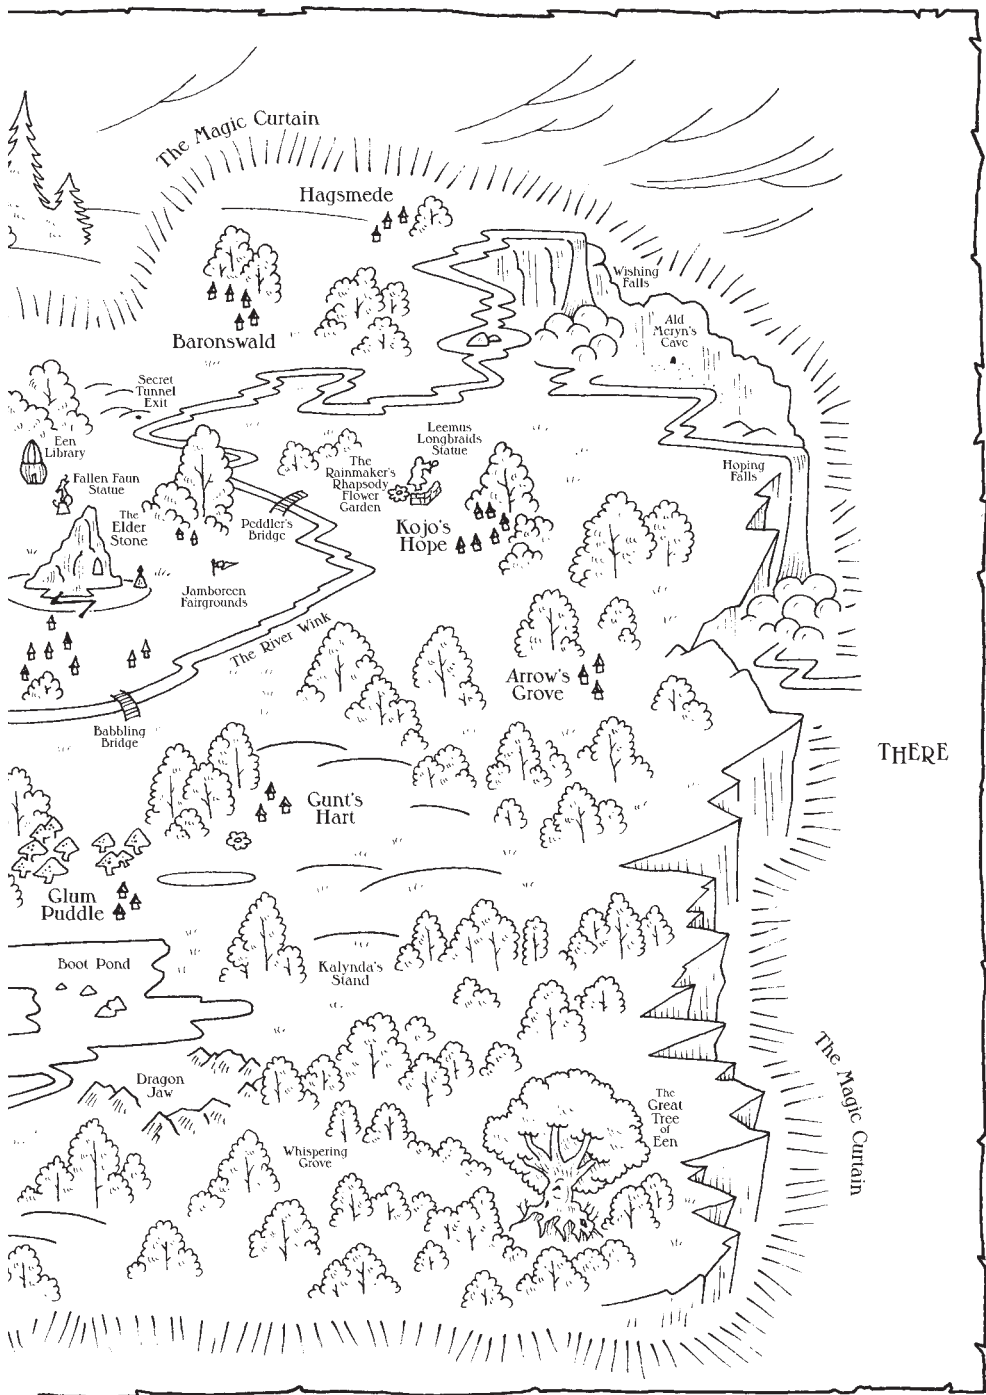 The Magic Curtain
Hagsmede
Wishing
Falls
Ald
Meryn's
Cave
Baronswald
Secret
Tunnel
Exit
Een
Library
Leemus
Longbraids
Statue
The
Rainmaker's
Rhapsody
Flower
Garden
Hoping
Falls
Fallen Faun
Statue
The
Elder
Stone
Peddler's
Bridge
Kojo's
Hope
Jamboreen
Fairgrounds
The River Wink
Arrow's
Grove
Babbling
Bridge
THERE
Gunt's
Hart
Glum
Puddle
Boot Pond
Kalynda's
Stand
The Magic Curtain
Dragon
Jaw
The
Great
Tree
of
Een
Whispering
Grove